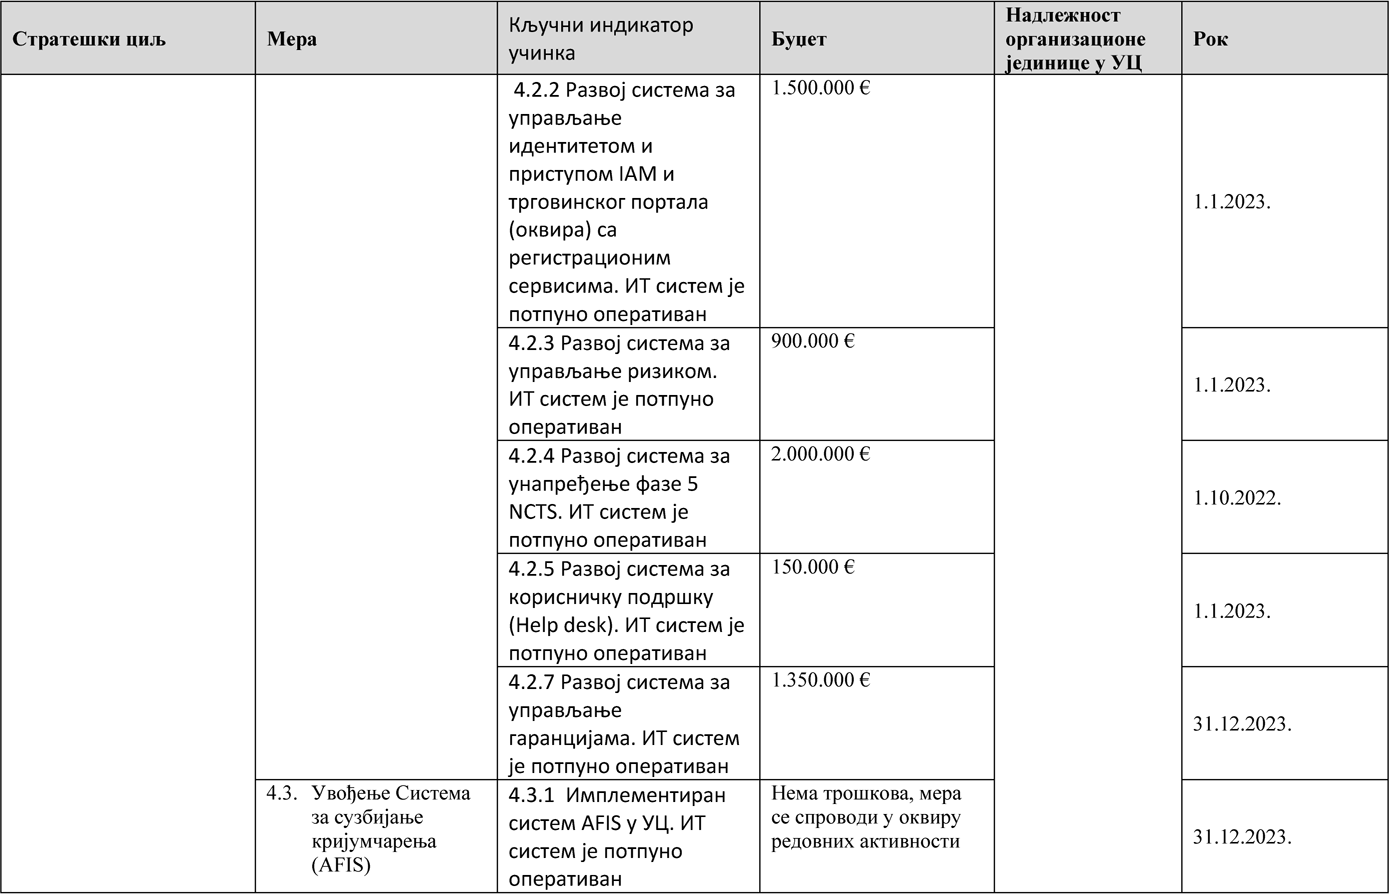 Стратешки циљ
Мера
Кључни индикатор
учинка
Буџет
Надлежност
организационе
јединице у УЦ
Рок
4.2.2 Развој система за
управљање
идентитетом и
приступом IAM и
трговинског портала
(оквира) са
регистрационим
сервисима. ИТ систем је
потпуно оперативан
1.500.000 €
1.1.2023.
4.2.3 Развој система за
управљање ризиком.
ИТ систем је потпуно
оперативан
900.000 €
1.1.2023.
4.2.4 Развој система за
унапређење фазе 5
NCTS. ИТ систем је
потпуно оперативан
2.000.000 €
1.10.2022.
4.2.5 Развој система за
корисничку подршку
(Help desk). ИТ систем је
потпуно оперативан
150.000 €
1.1.2023.
4.2.7 Развој система за
управљање
гаранцијама. ИТ систем
је потпуно оперативан
1.350.000 €
31.12.2023.
4.3. Увођење Система
за сузбијање
кријумчарења
(AFIS)
4.3.1 Имплементиран
систем AFIS у УЦ. ИТ
систем је потпуно
оперативан
Нема трошкова, мера
се спроводи у оквиру
редовних активности
31.12.2023.